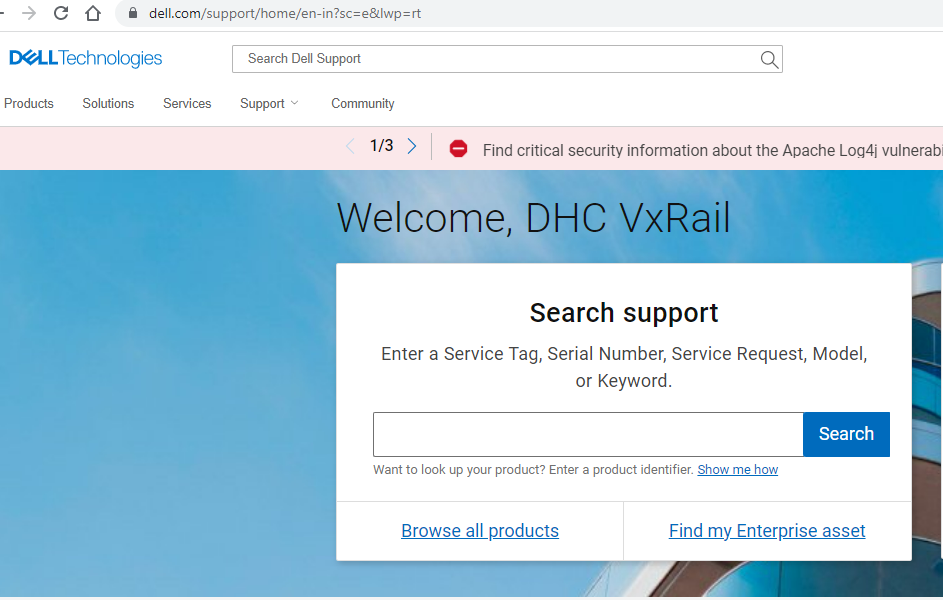 dell.com/support/home/en-in?sc=e&lwp=rt
DELLTechnologies
Search Dell Support
Products Solutions Services Support Community
1/3 Find critical security information about the Apache Log4j vulnerabi
Welcome, DHC VxRail
Search support
Enter a Service Tag, Serial Number, Service Request, Model,
or Keyword.
Search
Want to look up your product? Enter a product identifier. Show me how
Browse all products Find my Enterprise asset